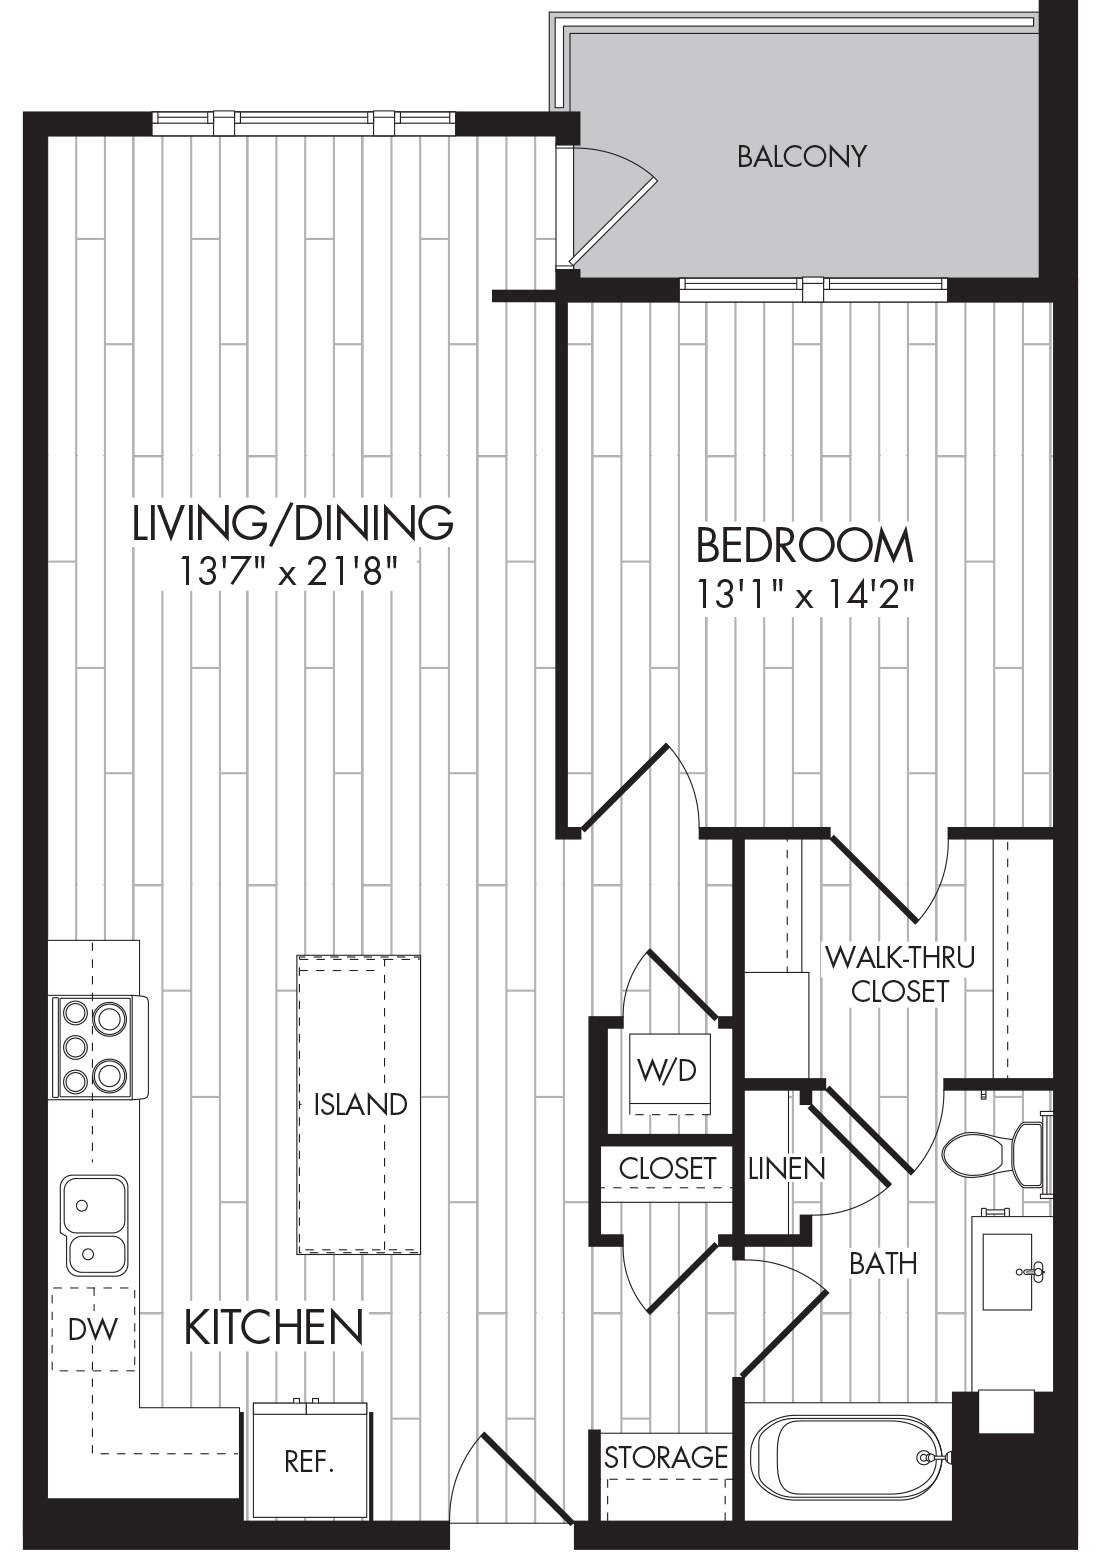 BALCONY
LIVING/DINING
13'7" x 21'8"
BEDROOM
13'1" x 14'2"
WALK-THRU
CLOSET
W/D
ISLAND
CLOSET
LINEN
BATH
DW
KITCHEN
REF.
STORAGE